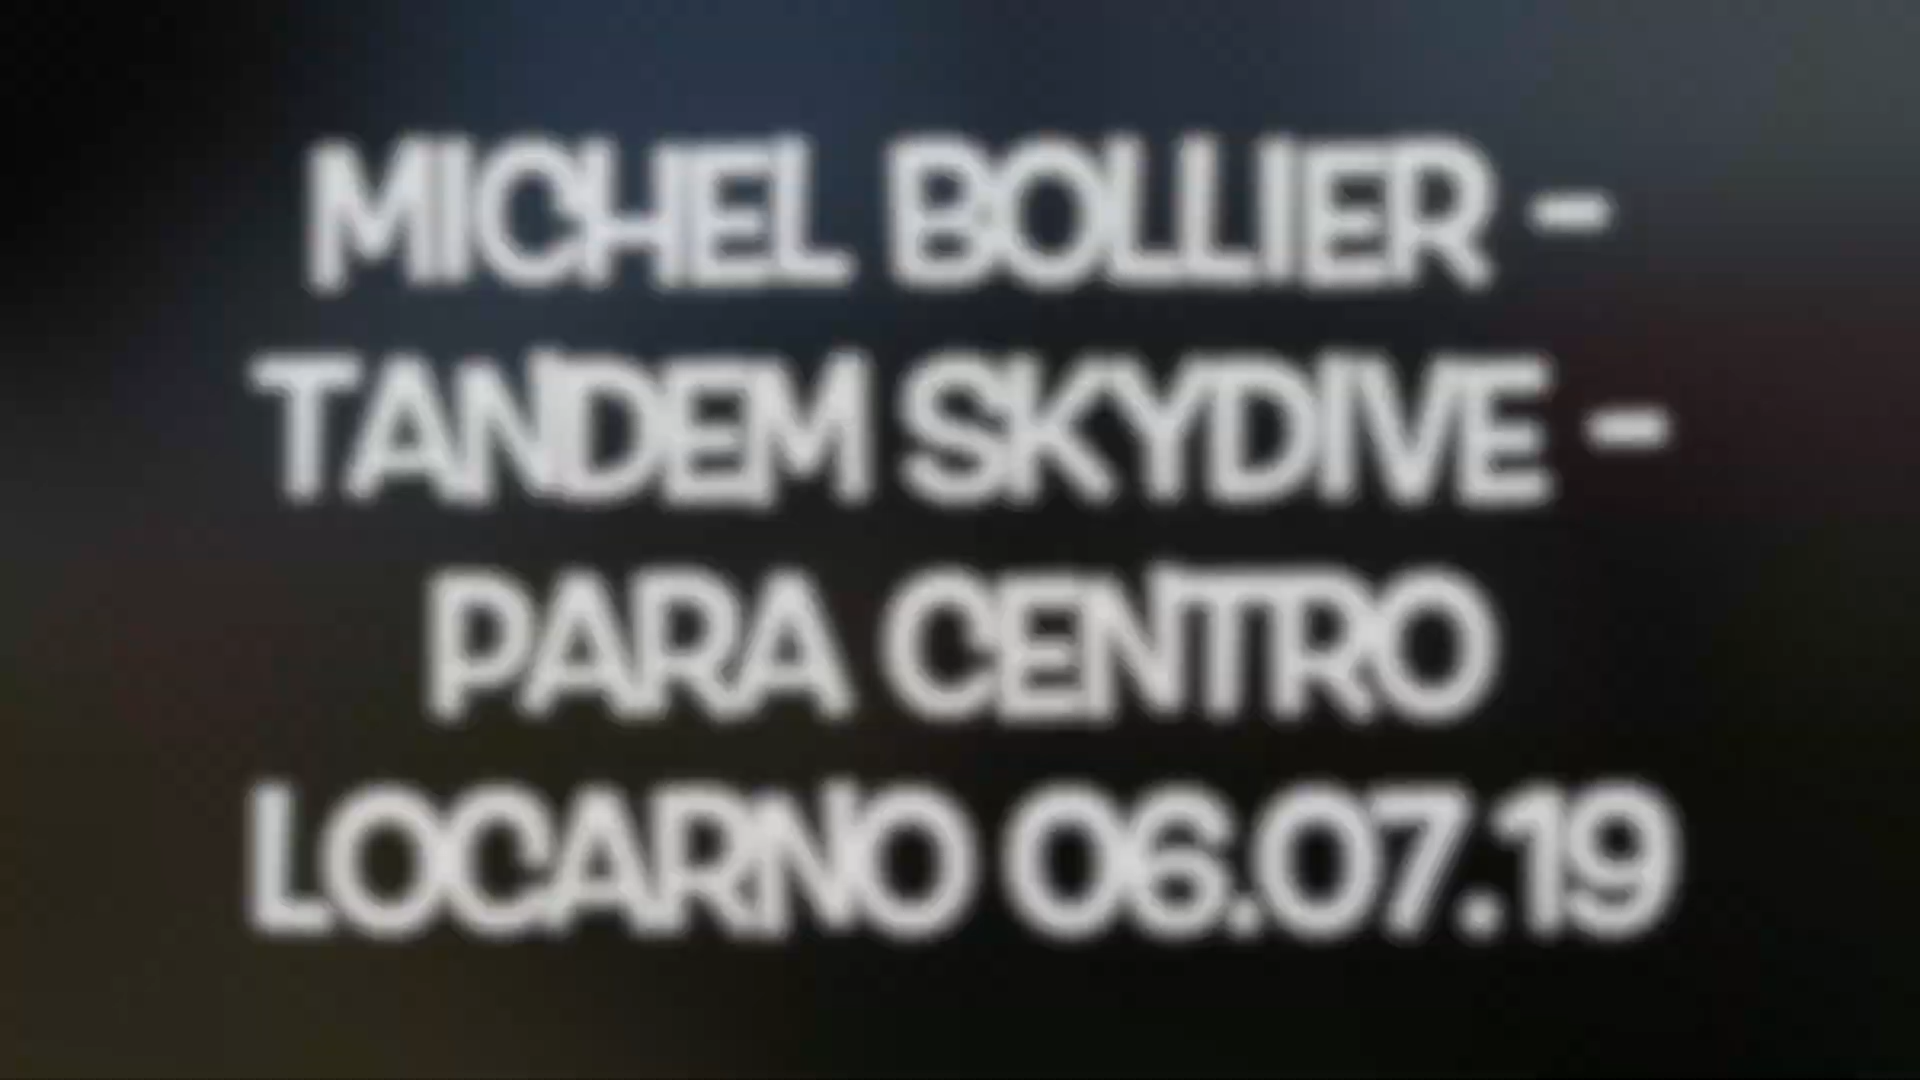 MICHEL BOLLIER -
TANDEM SKYDIVE -
PARA CENTRO
LOCARNO 06.07.19